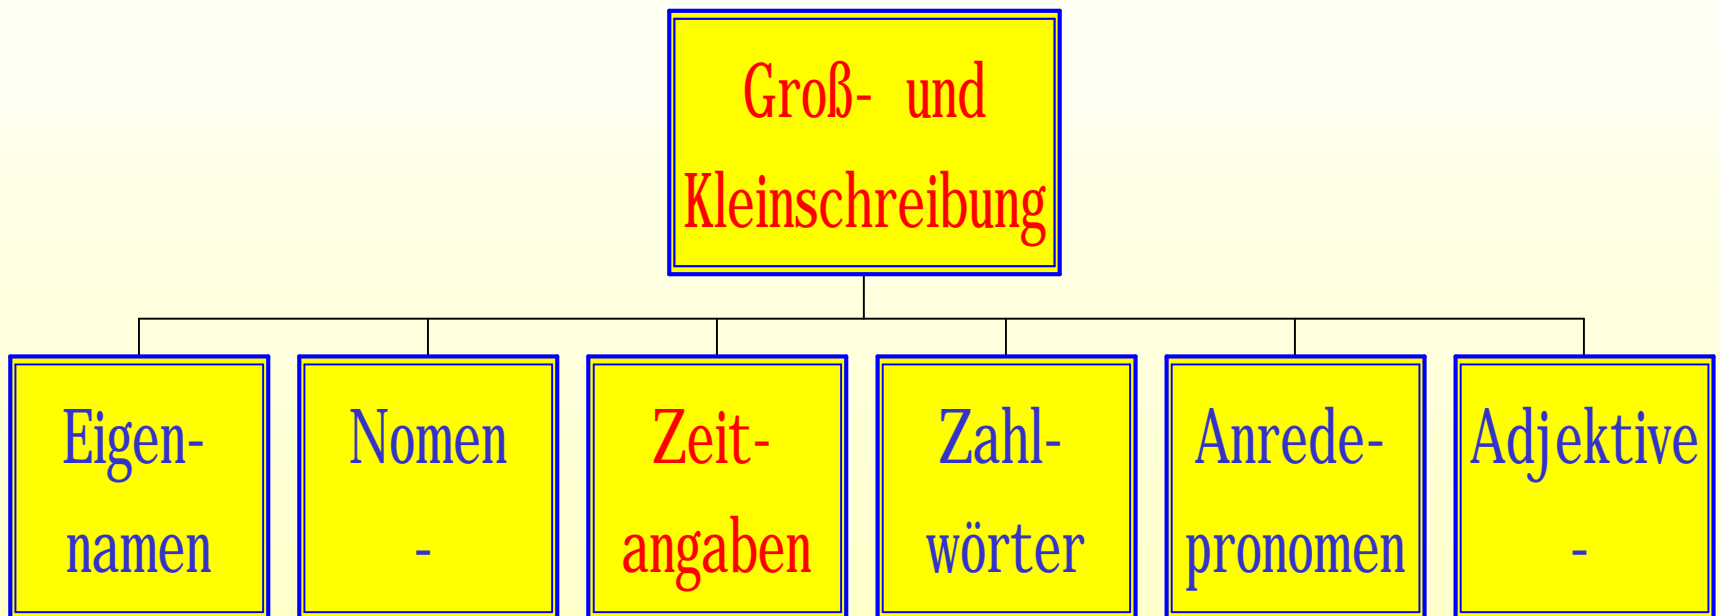 Groß- und
Kleinschreibung
Eigen-
namen
Nomen
-
Zeit-
angaben
Zahl-
wörter
Anrede-
pronomen
Adjektive
-